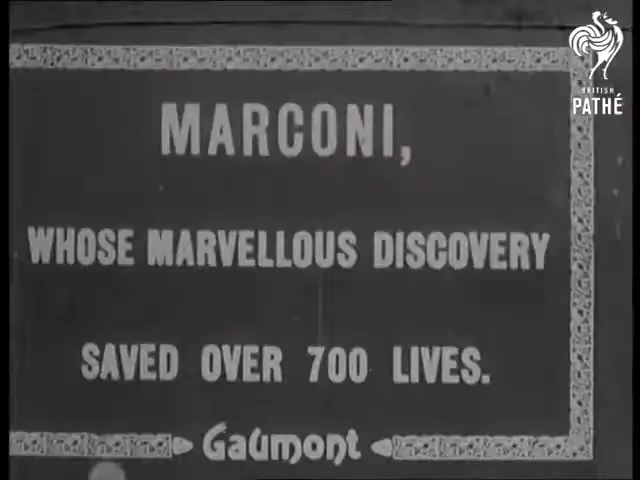 BRITISH
PATHÉ
MARCONI,
WHOSE MARVELLOUS DISCOVERY
SAVED OVER 700 LIVES.
Gaumont